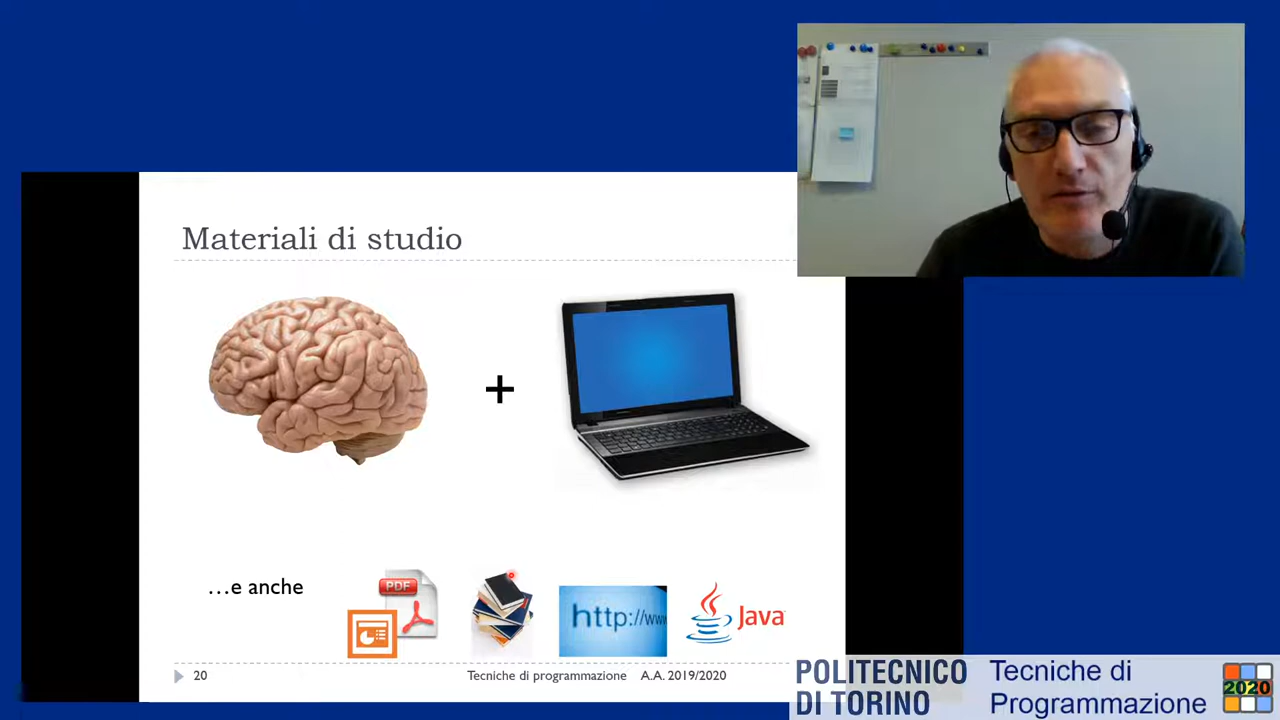 Materiali di studio
+
…e anche
PDF
http://www
Java
20
Tecniche di programmazione
A.A. 2019/2020
POLITECNICO
DI TORINO
Tecniche di
Programmazione
2020